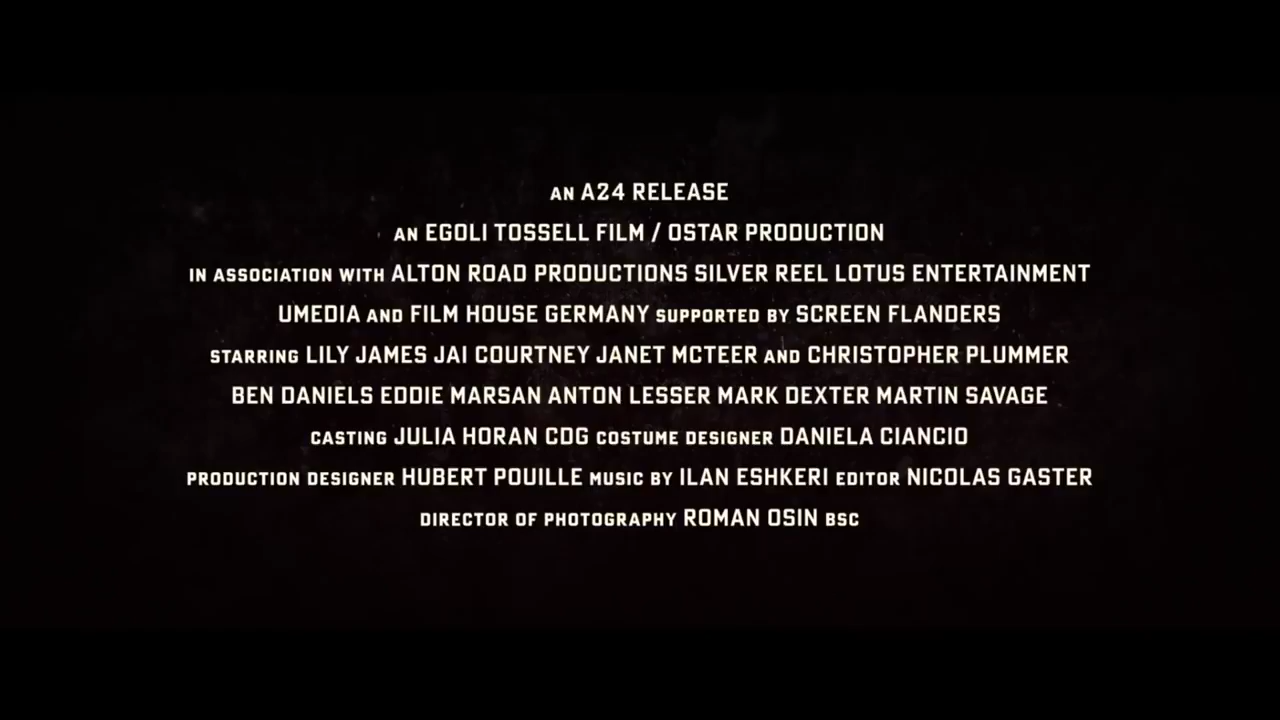 AN A24 RELEASE
AN EGOLI TOSSELL FILM / OSTAR PRODUCTION
IN ASSOCIATION WITH ALTON ROAD PRODUCTIONS SILVER REEL LOTUS ENTERTAINMENT
UMEDIA AND FILM HOUSE GERMANY SUPPORTED BY SCREEN FLANDERS
STARRING LILY JAMES JAI COURTNEY JANET MCTEER AND CHRISTOPHER PLUMMER
BEN DANIELS EDDIE MARSAN ANTON LESSER MARK DEXTER MARTIN SAVAGE
CASTING JULIA HORAN CDG COSTUME DESIGNER DANIELA CIANCIO
PRODUCTION DESIGNER HUBERT POUILLE MUSIC BY ILAN ESHKERI EDITOR NICOLAS GASTER
DIRECTOR OF PHOTOGRAPHY ROMAN OSIN BSC